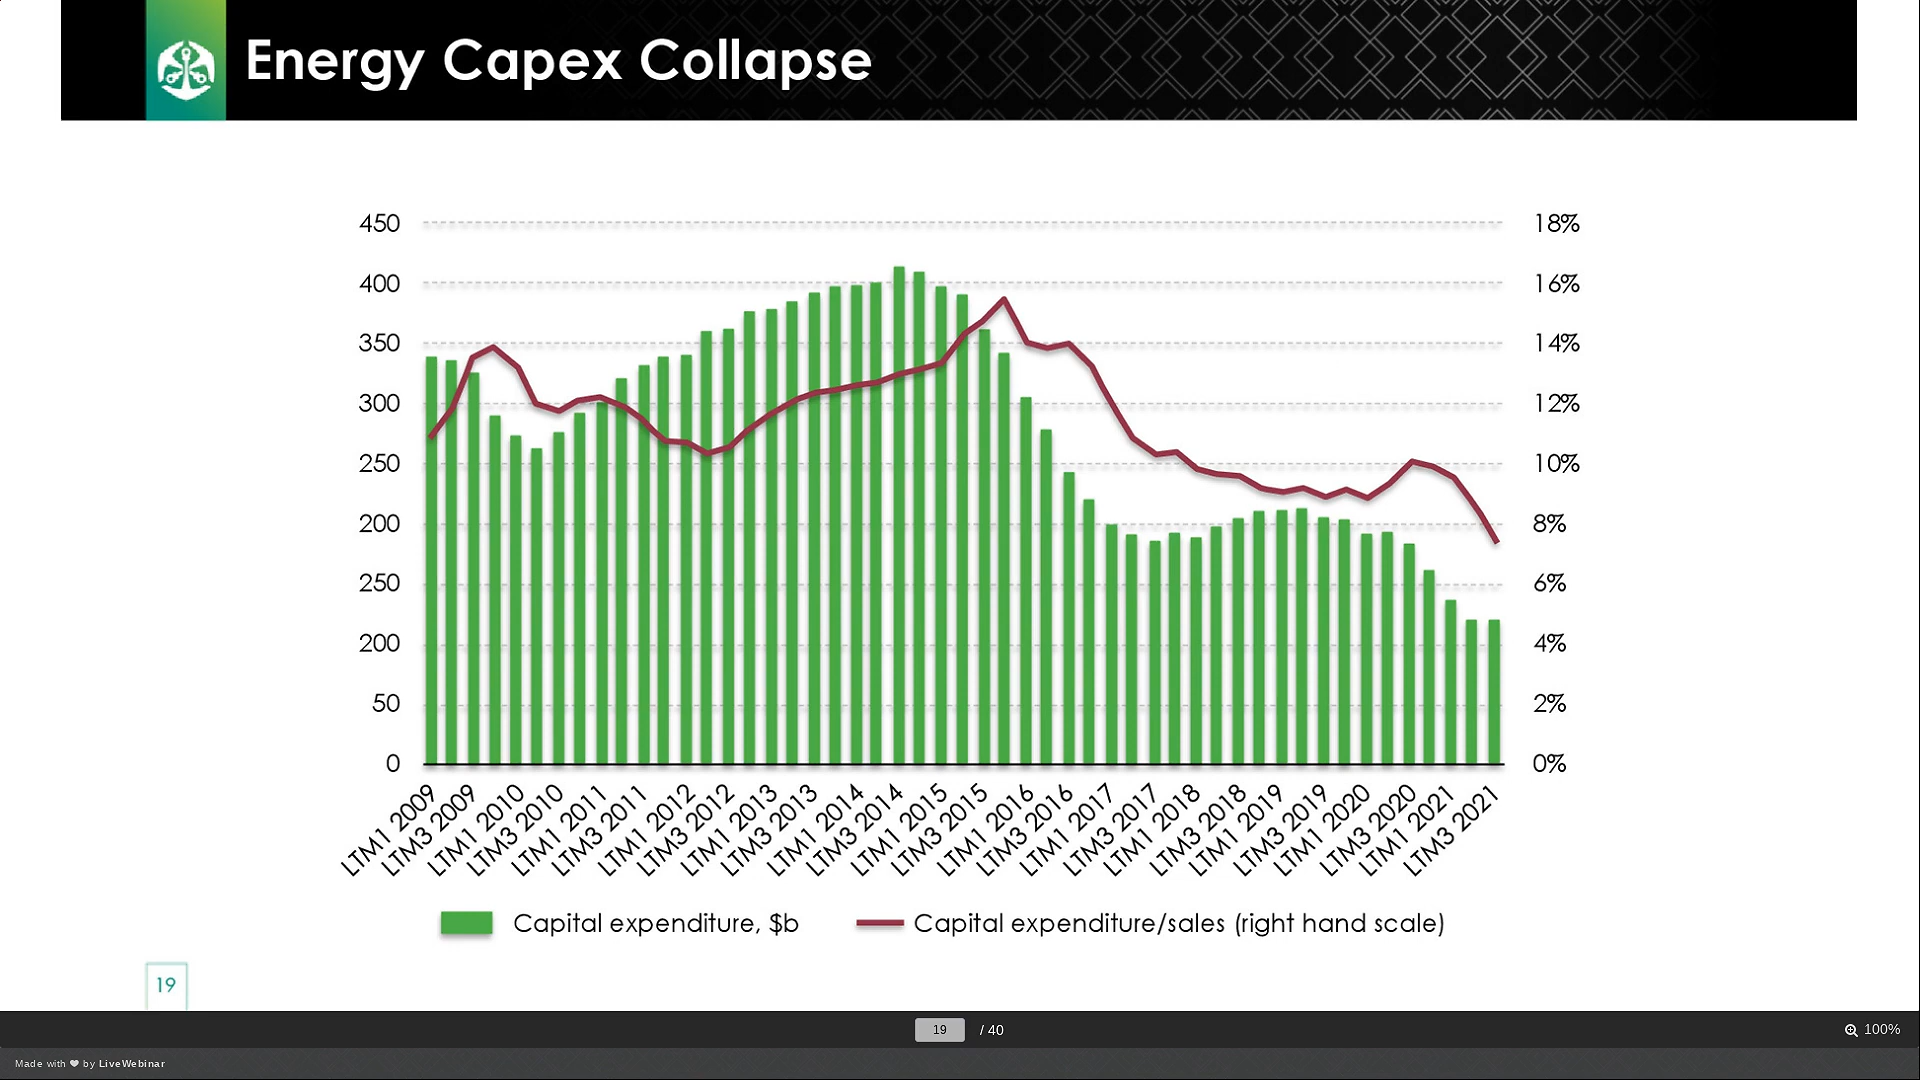 Energy Capex Collapse
450
400
350
300
250
200
250
200
50
0
18%
16%
14%
12%
10%
8%
6%
4%
2%
0%
LTM1 2009
LTM3 2009
LTM1 2010
LTM3 2010
LTM1 2011
LTM3 2011
LTM1 2012
LTM3 2012
LTM1 2013
LTM3 2013
LTM1 2014
LTM3 2014
LTM1 2015
LTM3 2015
LTM1 2016
LTM3 2016
LTM1 2017
LTM3 2017
LTM1 2018
LTM3 2018
LTM1 2019
LTM3 2019
LTM1 2020
LTM3 2020
LTM1 2021
LTM3 2021
Capital expenditure, $b
Capital expenditure/sales (right hand scale)
19
19 / 40
100%
Made with ❤ by LiveWebinar